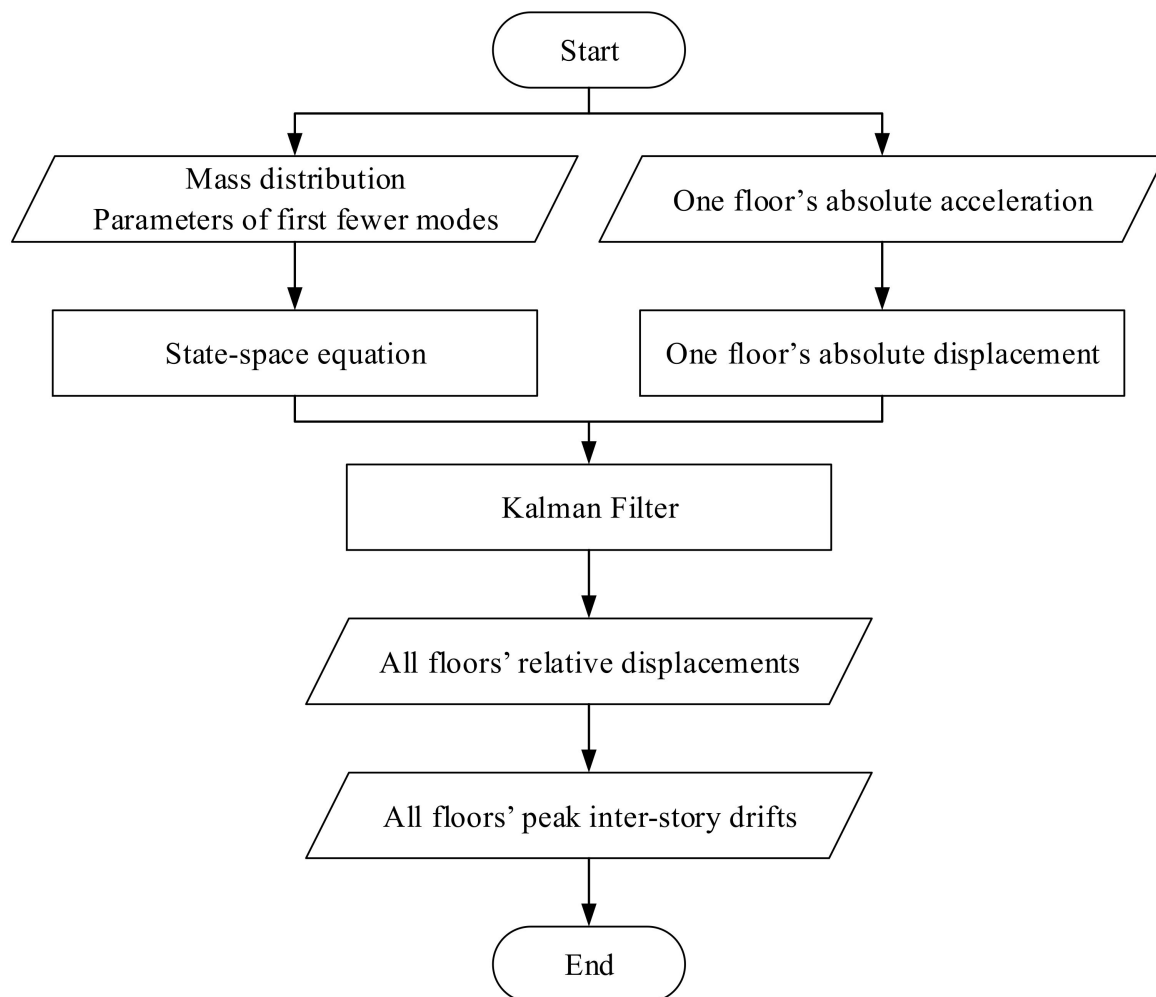 Start
Mass distribution
Parameters of first fewer modes
One floor’s absolute acceleration
State-space equation
One floor’s absolute displacement
Kalman Filter
All floors’ relative displacements
All floors’ peak inter-story drifts
End